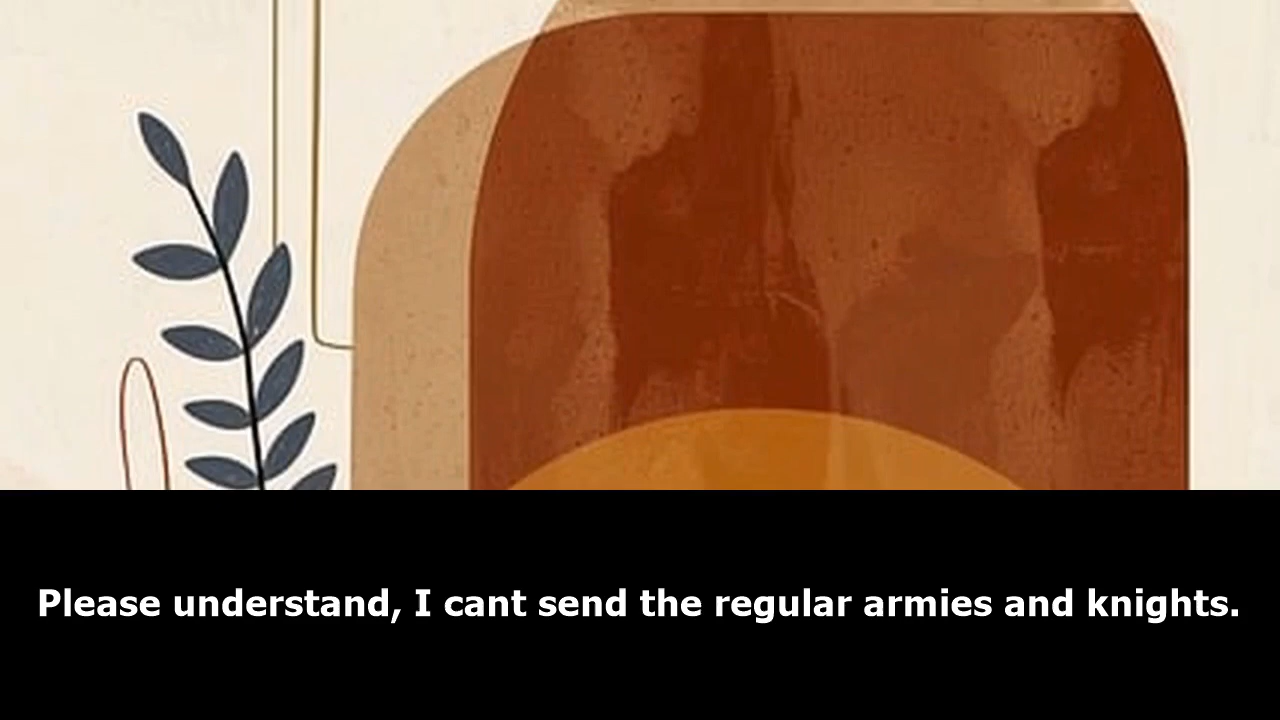 Please understand, I cant send the regular armies and knights.